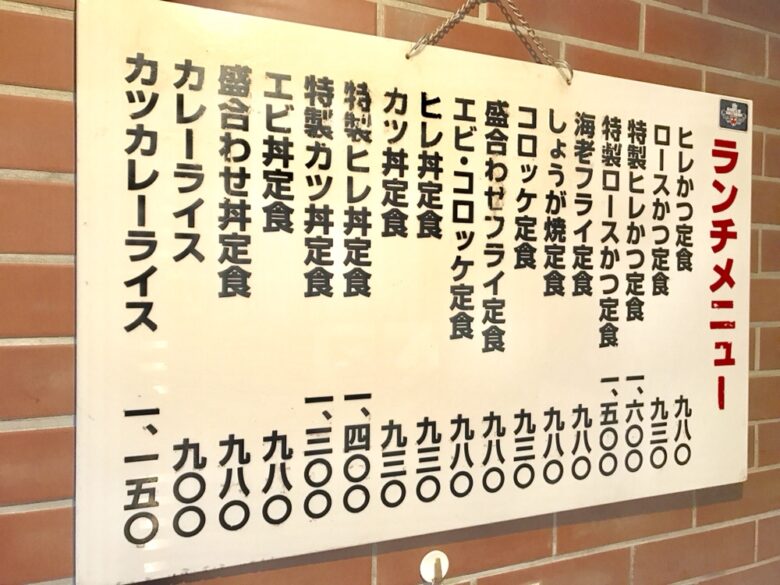 ランチメニュー
ヒレかつ定食 九八〇
ロースかつ定食 九三〇
特製ヒレかつ定食 一、六〇〇
特製ロースかつ定食 一、五〇〇
海老フライ定食 九八〇
しょうが焼定食 九八〇
コロッケ定食 九三〇
盛合わせフライ定食 九八〇
エビ・コロッケ定食 九八〇
ヒレ丼定食 九三〇
カツ丼定食 九三〇
特製ヒレ丼定食 一、四〇〇
特製カツ丼定食 一、三〇〇
エビ丼定食 九八〇
盛合わせ丼定食 九八〇
カレーライス 九〇〇
カツカレーライス 一、一五〇